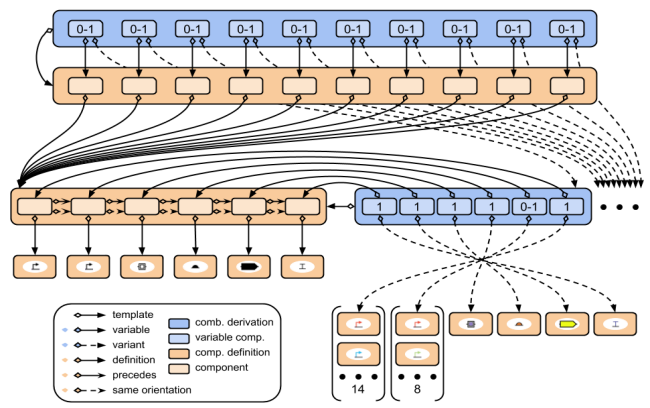 0-1 0-1 0-1 0-1 0-1 0-1 0-1 0-1 0-1 0-1
• • •
1 1 1 1 0-1 1
template
variable
variant
definition
precedes
same orientation
comb. derivation
variable comp.
comp. definition
component
• • •
14
• • •
8